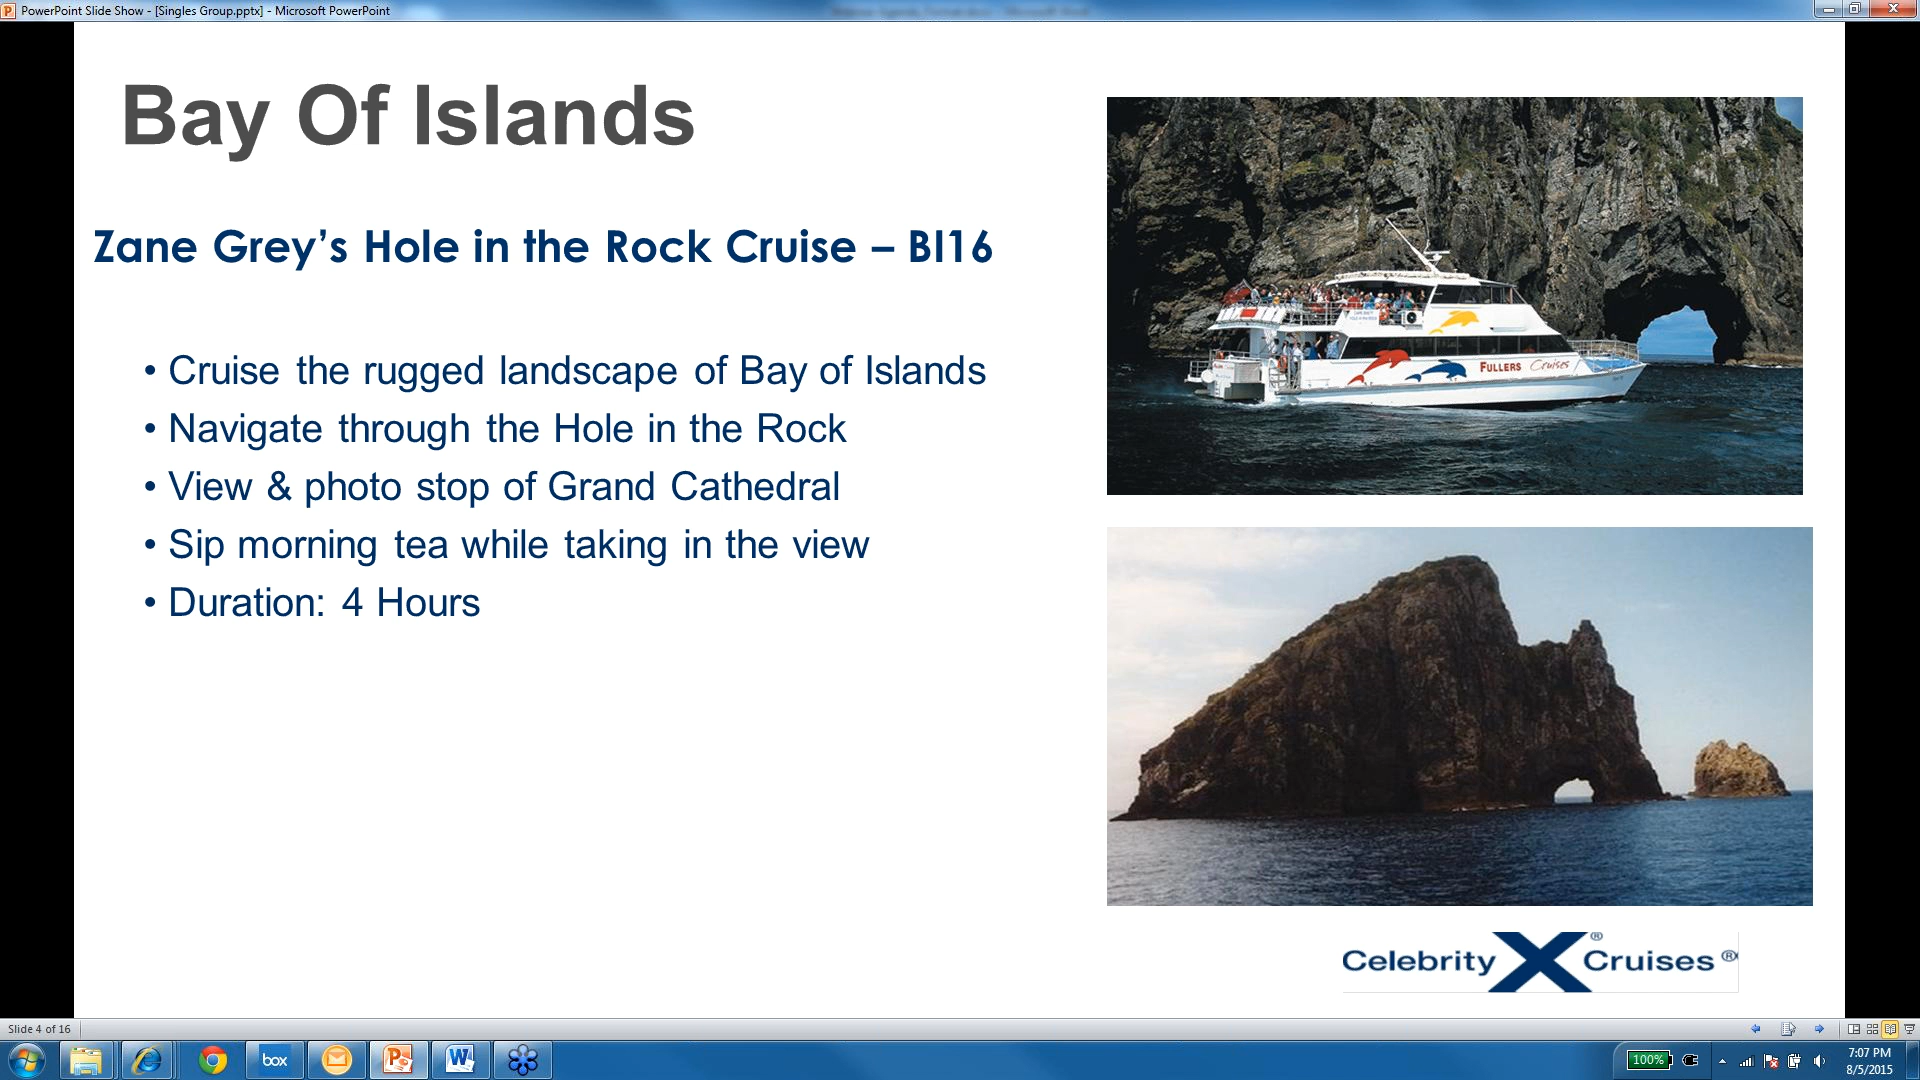 PowerPoint Slide Show - [Singles Group.pptx] - Microsoft PowerPoint
Bay Of Islands
Zane Grey’s Hole in the Rock Cruise – BI16
• Cruise the rugged landscape of Bay of Islands
• Navigate through the Hole in the Rock
• View & photo stop of Grand Cathedral
• Sip morning tea while taking in the view
• Duration: 4 Hours
FULLERS Cruises
Celebrity X® Cruises®
Slide 4 of 16
box
100%
7:07 PM
8/5/2015